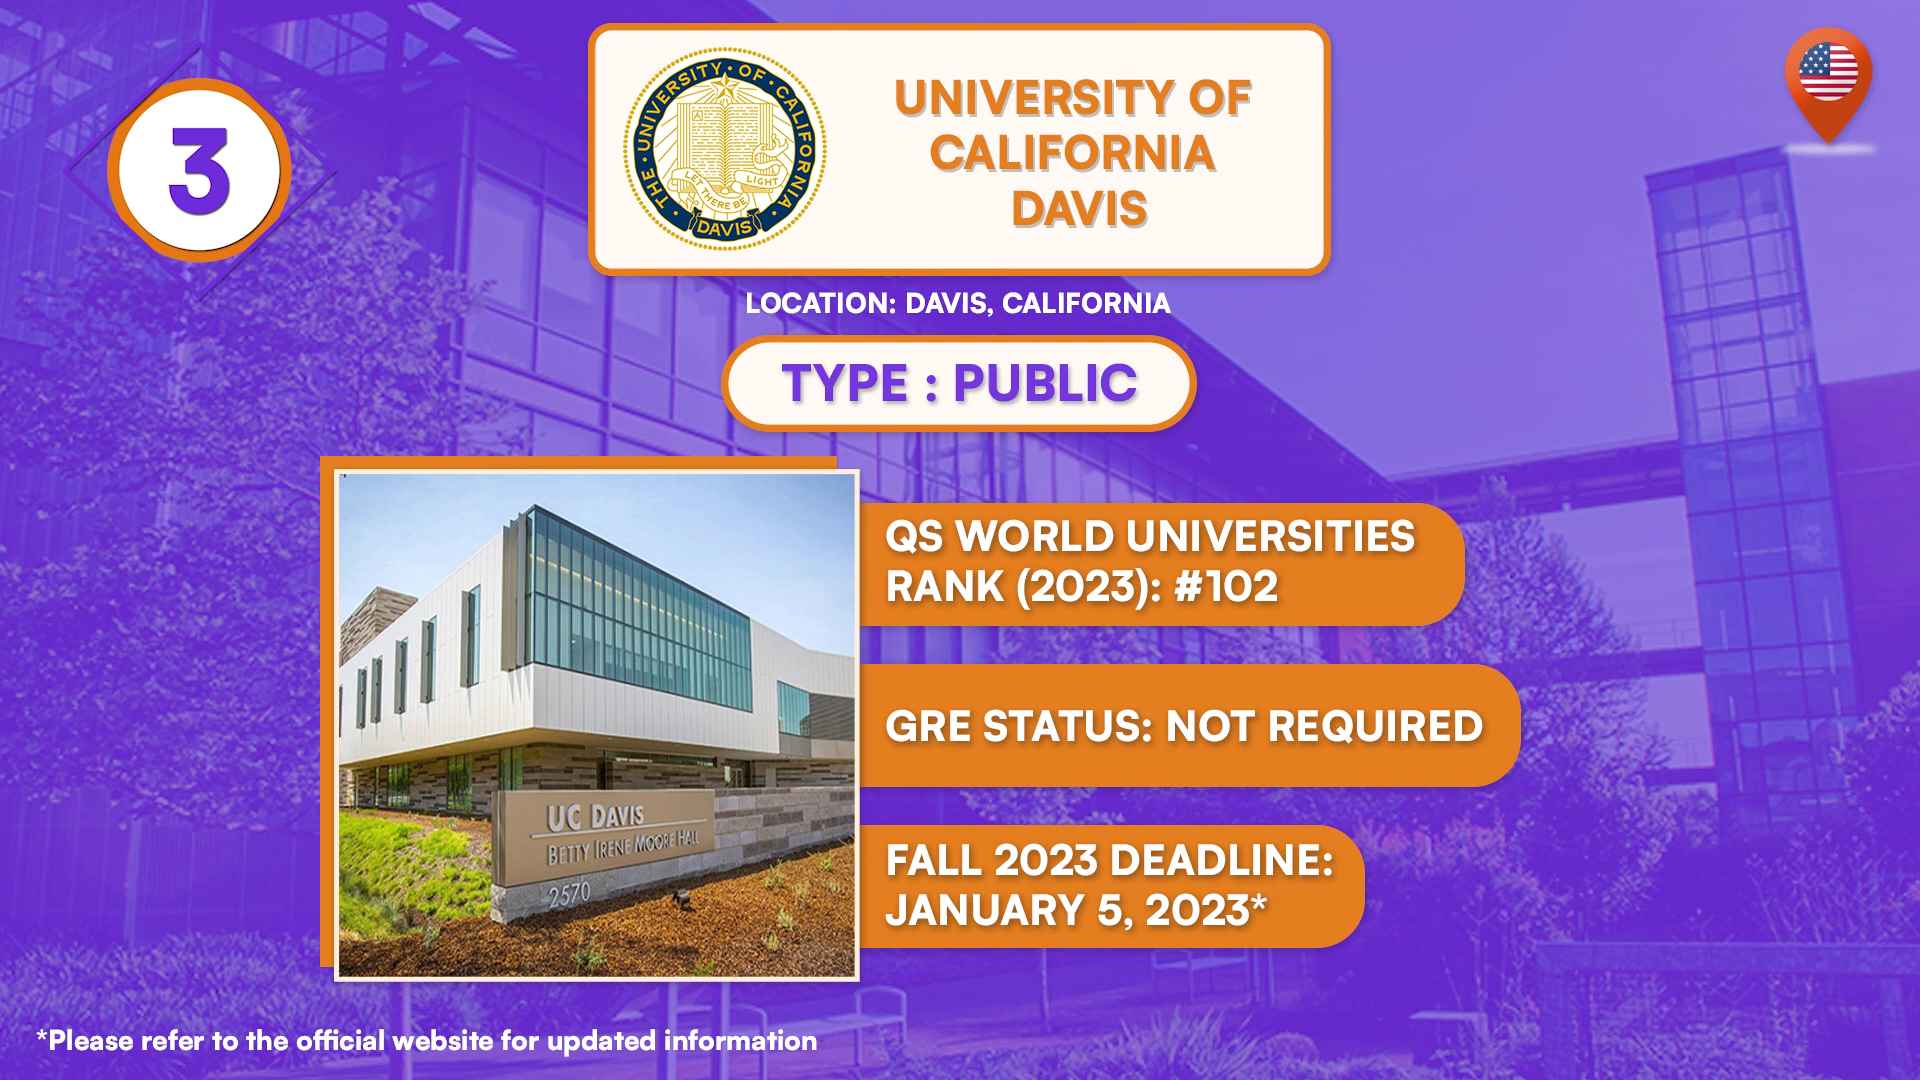 3
THE · UNIVERSITY · OF · CALIFORNIA ·
A
LET THERE BE LIGHT
DAVIS
UNIVERSITY OF
CALIFORNIA
DAVIS
LOCATION: DAVIS, CALIFORNIA
TYPE : PUBLIC
QS WORLD UNIVERSITIES
RANK (2023): #102
GRE STATUS: NOT REQUIRED
UC DAVIS
BETTY IRENE MOORE HALL
2570
FALL 2023 DEADLINE:
JANUARY 5, 2023*
*Please refer to the official website for updated information